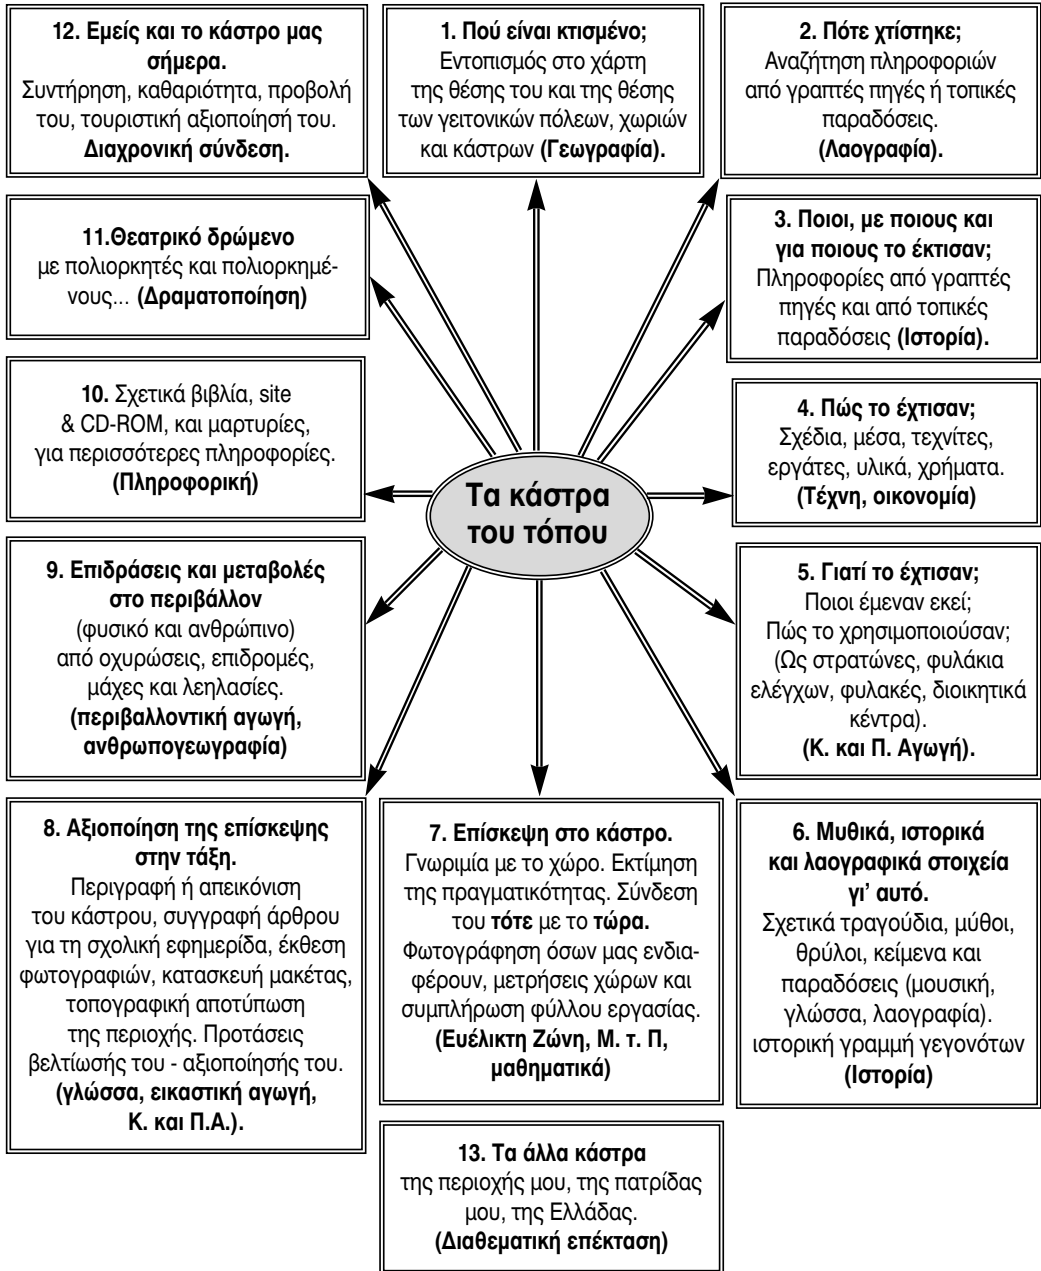 12. Εμείς και το κάστρο μας
σήμερα.
Συντήρηση, καθαριότητα, προβολή
του, τουριστική αξιοποίησή του.
Διαχρονική σύνδεση.
1. Πού είναι κτισμένο;
Εντοπισμός στο χάρτη
της θέσης του και της θέσης
των γειτονικών πόλεων, χωριών
και κάστρων (Γεωγραφία).
2. Πότε χτίστηκε;
Αναζήτηση πληροφοριών
από γραπτές πηγές ή τοπικές
παραδόσεις.
(Λαογραφία).
11.Θεατρικό δρώμενο
με πολιορκητές και πολιορκημέ-
νους... (Δραματοποίηση)
3. Ποιοι, με ποιους και
για ποιους το έκτισαν;
Πληροφορίες από γραπτές
πηγές και από τοπικές
παραδόσεις (Ιστορία).
10. Σχετικά βιβλία, site
& CD-ROM, και μαρτυρίες,
για περισσότερες πληροφορίες.
(Πληροφορική)
Τα κάστρα
του τόπου
4. Πώς το έχτισαν;
Σχέδια, μέσα, τεχνίτες,
εργάτες, υλικά, χρήματα.
(Τέχνη, οικονομία)
9. Επιδράσεις και μεταβολές
στο περιβάλλον
(φυσικό και ανθρώπινο)
από οχυρώσεις, επιδρομές,
μάχες και λεηλασίες.
(περιβαλλοντική αγωγή,
ανθρωπογεωγραφία)
5. Γιατί το έχτισαν;
Ποιοι έμεναν εκεί;
Πώς το χρησιμοποιούσαν;
(Ως στρατώνες, φυλάκια
ελέγχων, φυλακές, διοικητικά
κέντρα).
(Κ. και Π. Αγωγή).
8. Αξιοποίηση της επίσκεψης
στην τάξη.
Περιγραφή ή απεικόνιση
του κάστρου, συγγραφή άρθρου
για τη σχολική εφημερίδα, έκθεση
φωτογραφιών, κατασκευή μακέτας,
τοπογραφική αποτύπωση
της περιοχής. Προτάσεις
βελτίωσής του - αξιοποίησής του.
(γλώσσα, εικαστική αγωγή,
Κ. και Π.Α.).
7. Επίσκεψη στο κάστρο.
Γνωριμία με το χώρο. Εκτίμηση
της πραγματικότητας. Σύνδεση
του τότε με το τώρα.
Φωτογράφηση όσων μας ενδια-
φέρουν, μετρήσεις χώρων και
συμπλήρωση φύλλου εργασίας.
(Ευέλικτη Ζώνη, Μ. τ. Π,
μαθηματικά)
6. Μυθικά, ιστορικά
και λαογραφικά στοιχεία
γι’ αυτό.
Σχετικά τραγούδια, μύθοι,
θρύλοι, κείμενα και
παραδόσεις (μουσική,
γλώσσα, λαογραφία).
ιστορική γραμμή γεγονότων
(Ιστορία)
13. Τα άλλα κάστρα
της περιοχής μου, της πατρίδας
μου, της Ελλάδας.
(Διαθεματική επέκταση)